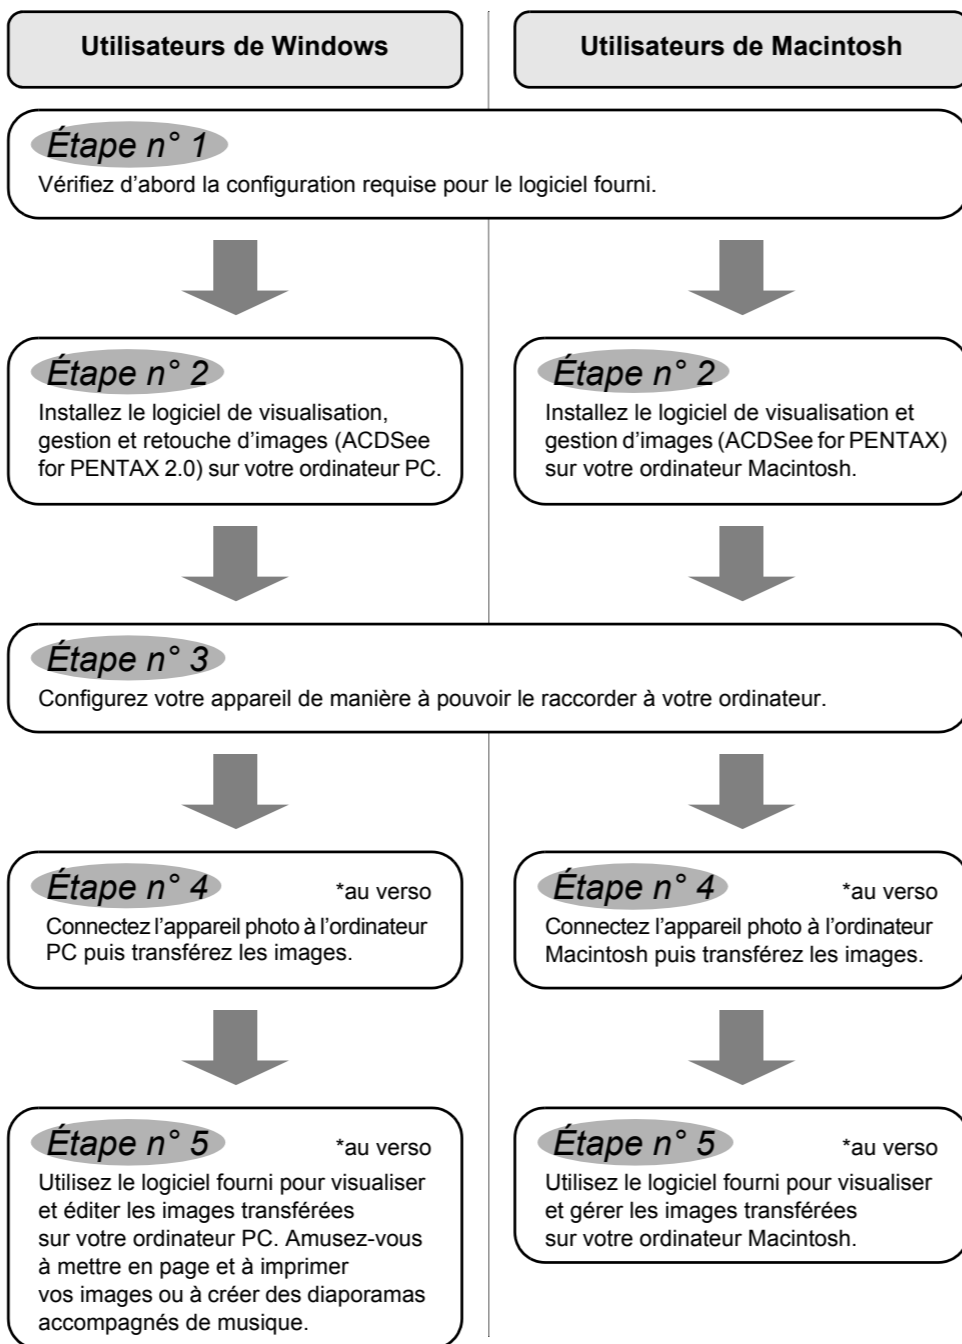 Utilisateurs de Windows
Utilisateurs de Macintosh
Étape n° 1
Vérifiez d’abord la configuration requise pour le logiciel fourni.
Étape n° 2
Installez le logiciel de visualisation,
gestion et retouche d’images (ACDSee
for PENTAX 2.0) sur votre ordinateur PC.
Étape n° 2
Installez le logiciel de visualisation et
gestion d’images (ACDSee for PENTAX)
sur votre ordinateur Macintosh.
Étape n° 3
Configurez votre appareil de manière à pouvoir le raccorder à votre ordinateur.
Étape n° 4 *au verso
Connectez l’appareil photo à l’ordinateur
PC puis transférez les images.
Étape n° 4 *au verso
Connectez l’appareil photo à l’ordinateur
Macintosh puis transférez les images.
Étape n° 5 *au verso
Utilisez le logiciel fourni pour visualiser
et éditer les images transférées
sur votre ordinateur PC. Amusez-vous
à mettre en page et à imprimer
vos images ou à créer des diaporamas
accompagnés de musique.
Étape n° 5 *au verso
Utilisez le logiciel fourni pour visualiser
et gérer les images transférées
sur votre ordinateur Macintosh.